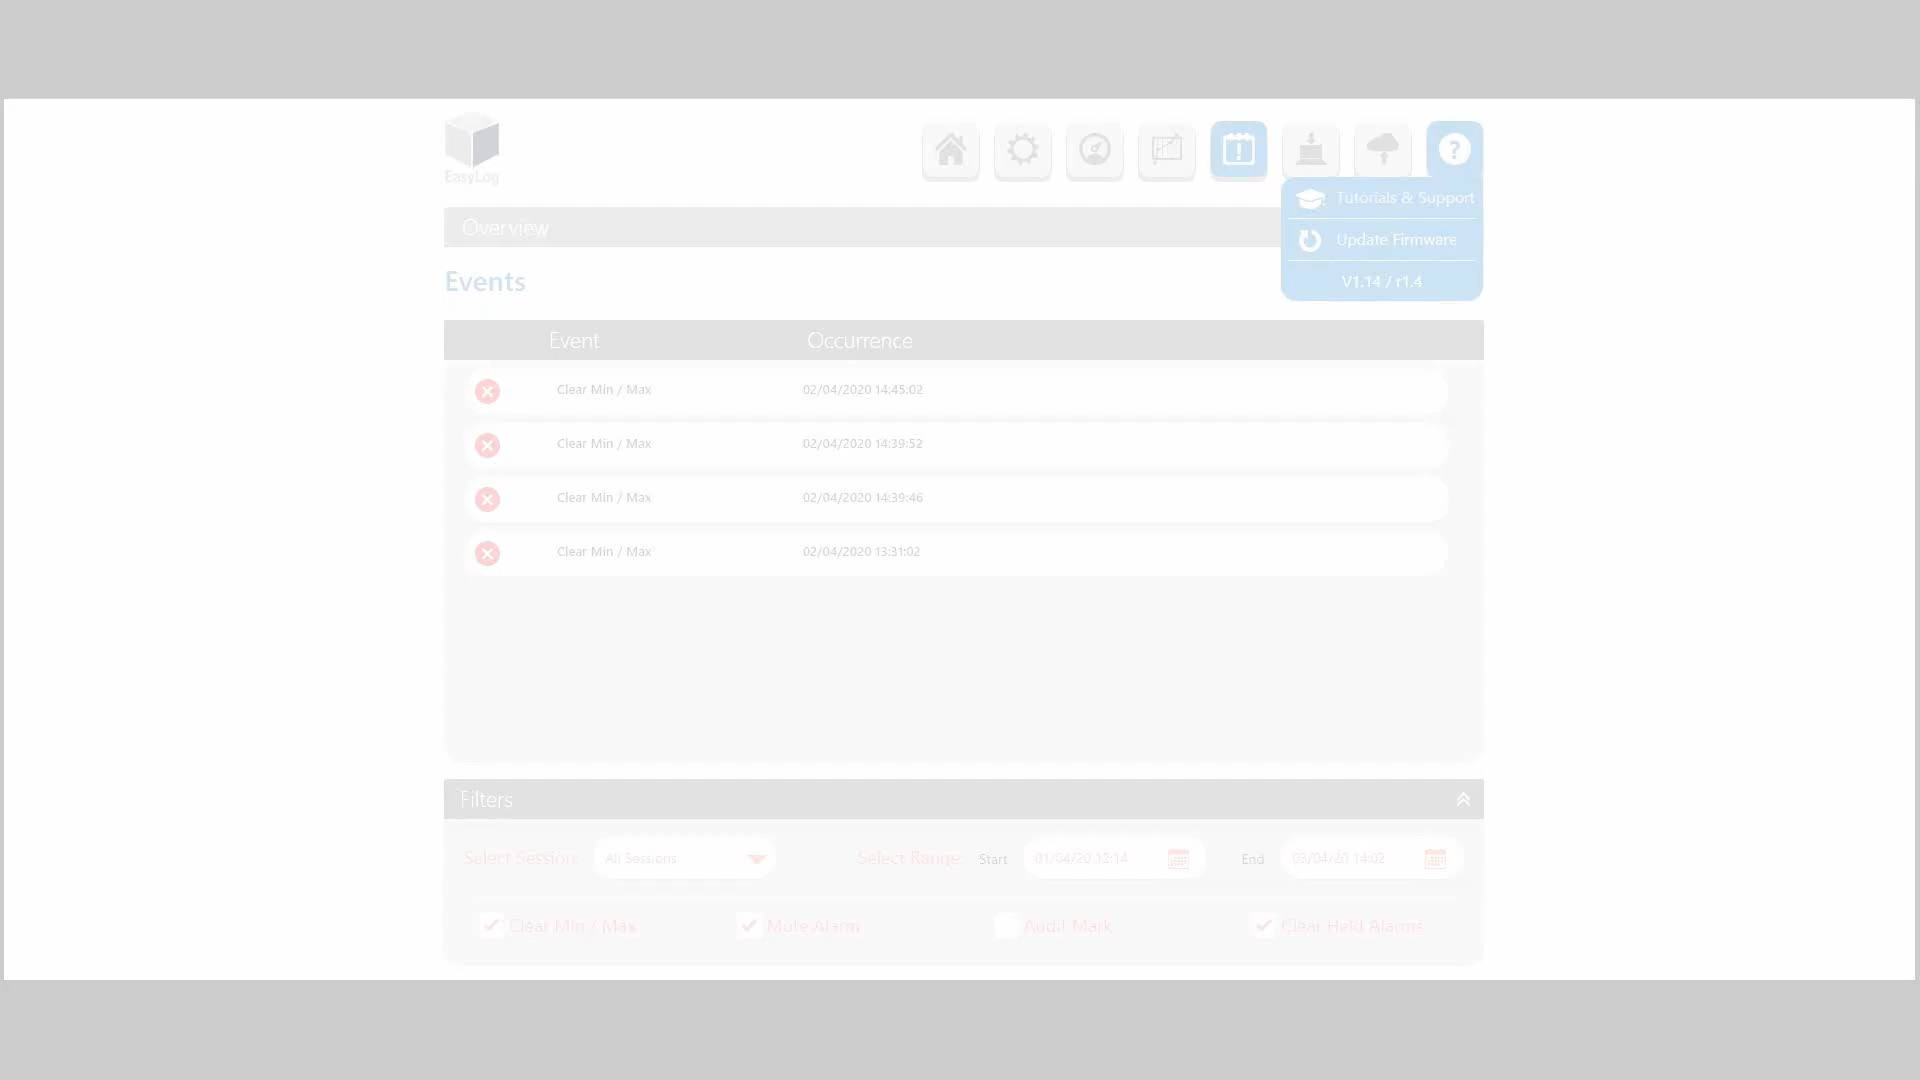 EasyLog
Tutorials & Support
Overview
Update Firmware
Events
V1.14 / r1.4
Event Occurrence
Clear Min / Max 02/04/2020 14:45:02
Clear Min / Max 02/04/2020 14:39:52
Clear Min / Max 02/04/2020 14:39:46
Clear Min / Max 02/04/2020 13:31:02
Filters
Select Session: All Sessions Select Range: Start 01/04/20 12:14 End 03/04/20 14:02
Clear Min / Max Mute Alarm Audit Mark Clear Held Alarms